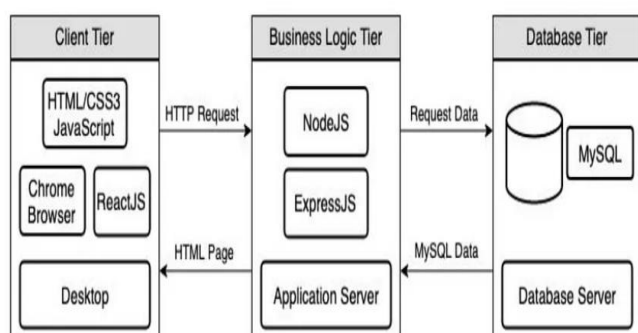 Client Tier
HTML/CSS3
JavaScript
Chrome
Browser
ReactJS
Desktop
HTTP Request
HTML Page
Business Logic Tier
NodeJS
ExpressJS
Application Server
Request Data
MySQL Data
Database Tier
MySQL
Database Server